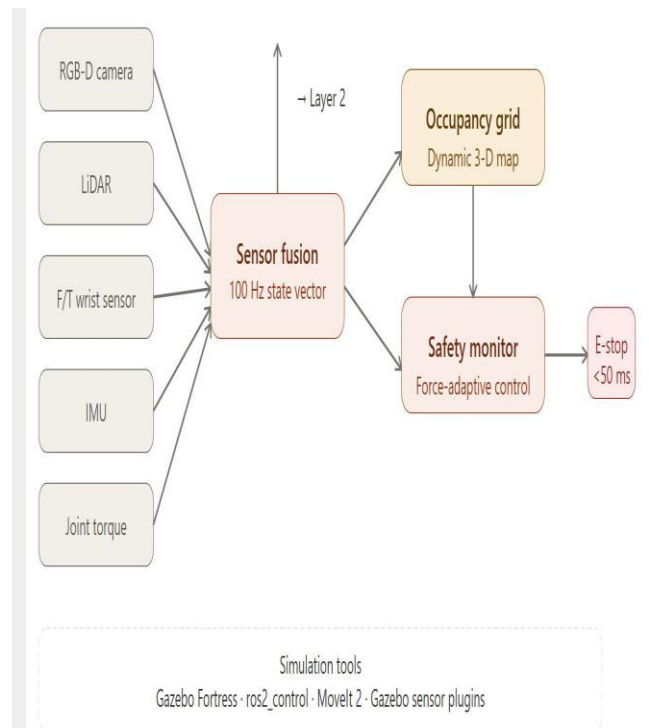 RGB-D camera
LiDAR
F/T wrist sensor
IMU
Joint torque
→ Layer 2
Sensor fusion
100 Hz state vector
Occupancy grid
Dynamic 3-D map
Safety monitor
Force-adaptive control
E-stop
<50 ms
Simulation tools
Gazebo Fortress · ros2_control · MoveIt 2 · Gazebo sensor plugins